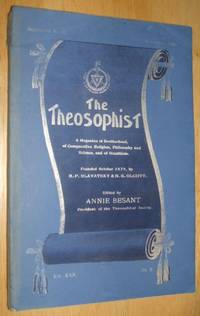 The
Theosophist
A Magazine of Brotherhood,
of Comparative Religion, Philosophy and
Science, and of Occultism.
Founded October 1879, by
H. P. BLAVATSKY & H. S. OLCOTT.
Edited by
ANNIE BESANT
President of the Theosophical Society.